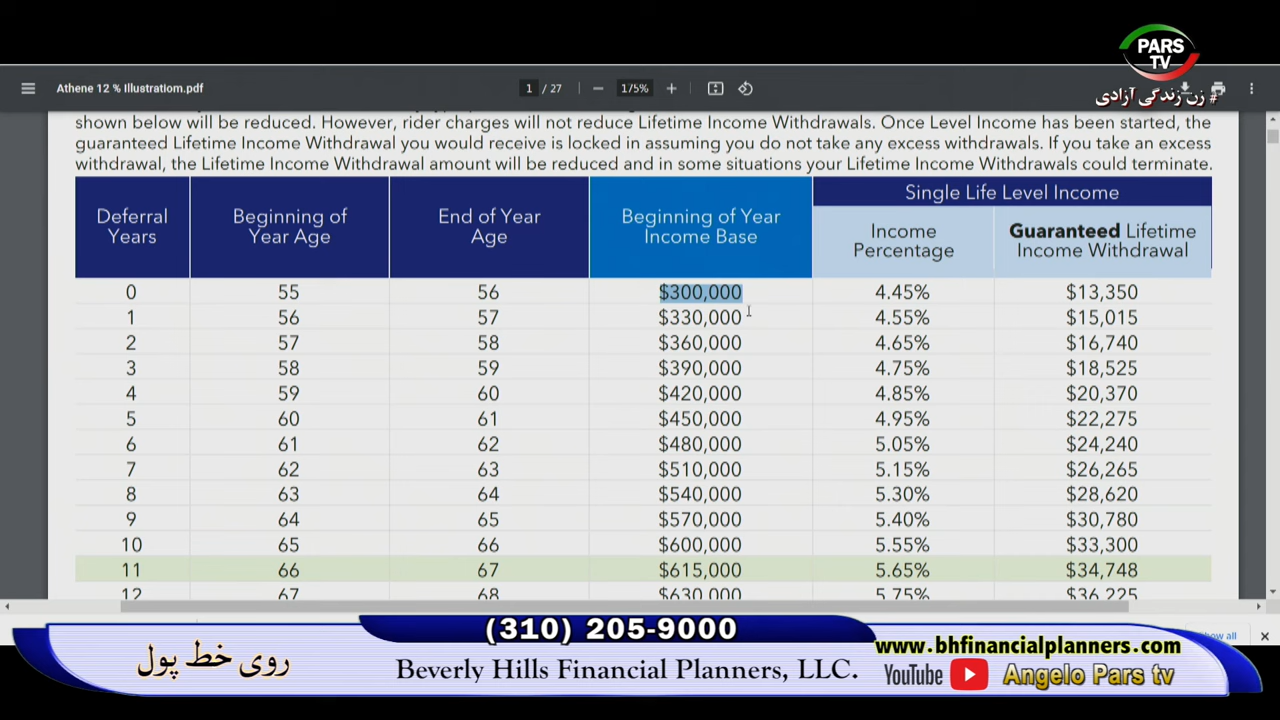 PARS
TV
# زن زندگی آزادی
Athene 12 % Illustratiom.pdf
1 / 27
175%
shown below will be reduced. However, rider charges will not reduce Lifetime Income Withdrawals. Once Level Income has been started, the
guaranteed Lifetime Income Withdrawal you would receive is locked in assuming you do not take any excess withdrawals. If you take an excess
withdrawal, the Lifetime Income Withdrawal amount will be reduced and in some situations your Lifetime Income Withdrawals could terminate.
Deferral Years
Beginning of Year Age
End of Year Age
Beginning of Year Income Base
Single Life Level Income
Income Percentage
Guaranteed Lifetime Income Withdrawal
0 55 56 $300,000 4.45% $13,350
1 56 57 $330,000 4.55% $15,015
2 57 58 $360,000 4.65% $16,740
3 58 59 $390,000 4.75% $18,525
4 59 60 $420,000 4.85% $20,370
5 60 61 $450,000 4.95% $22,275
6 61 62 $480,000 5.05% $24,240
7 62 63 $510,000 5.15% $26,265
8 63 64 $540,000 5.30% $28,620
9 64 65 $570,000 5.40% $30,780
10 65 66 $600,000 5.55% $33,300
11 66 67 $615,000 5.65% $34,748
12 67 68 $630,000 5.75% $36,225
(310) 205-9000
روی خط پول
Beverly Hills Financial Planners, LLC.
www.bhfinancialplanners.com
YouTube Angelo Pars tv